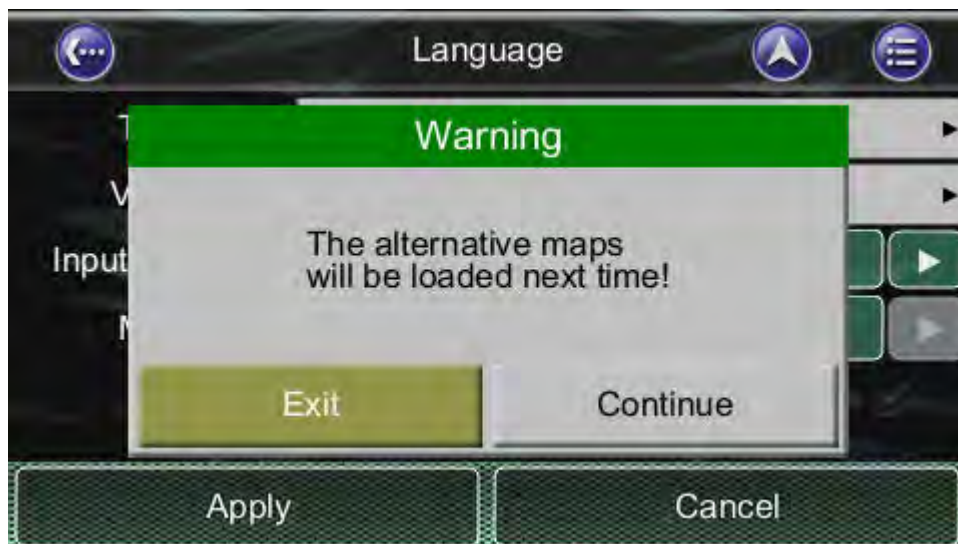 Language
Warning
Input
The alternative maps
will be loaded next time!
Exit
Continue
Apply
Cancel